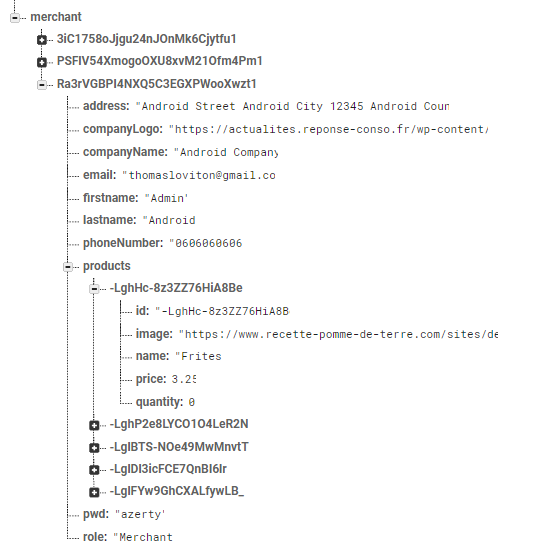 merchant
3iC1758oJjgu24nJOnMk6Cjytfu1
PSFIV54XmogoOXU8xvM21Ofm4Pm1
Ra3rVGBPI4NXQ5C3EGXPWooXwzt1
address: "Android Street Android City 12345 Android Coun
companyLogo: "https://actualites.reponse-conso.fr/wp-content/
companyName: "Android Company
email: "thomasloviton@gmail.co
firstname: "Admin"
lastname: "Android
phoneNumber: "0606060606
products
-LghHc-8z3ZZ76HiA8Be
id: "-LghHc-8z3ZZ76HiA8B
image: "https://www.recette-pomme-de-terre.com/sites/de
name: "Frites
price: 3.25
quantity: 0
-LghP2e8LYCO1O4LeR2N
-LgIBTS-NOe49MwMnvtT
-LgIDI3icFCE7QnBI6Ir
-LgIFYw9GhCXALfywLB_
pwd: "azerty"
role: "Merchant